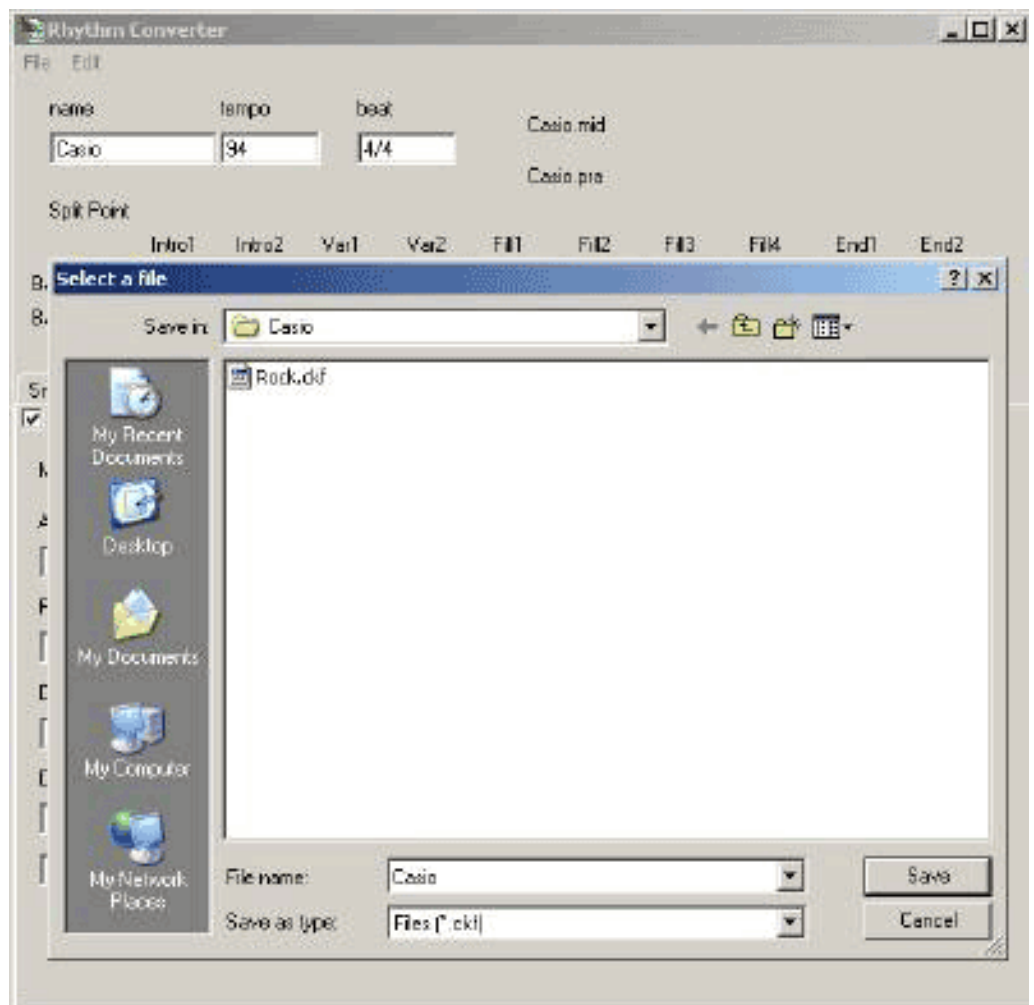 Rhythm Converter
File Edit
name tempo beat
Casio 94 4/4
Casio.mid
Casio.pre
Split Point
Intro1 Intro2 Var1 Var2 Fill1 Fill2 Fill3 Fill4 End1 End2
Select a file
Save in: Casio
Rock.ckf
My Recent
Documents
Desktop
My Documents
My Computer
My Network
Places
File name: Casio
Save
Save as type: Files (*.ckf)
Cancel